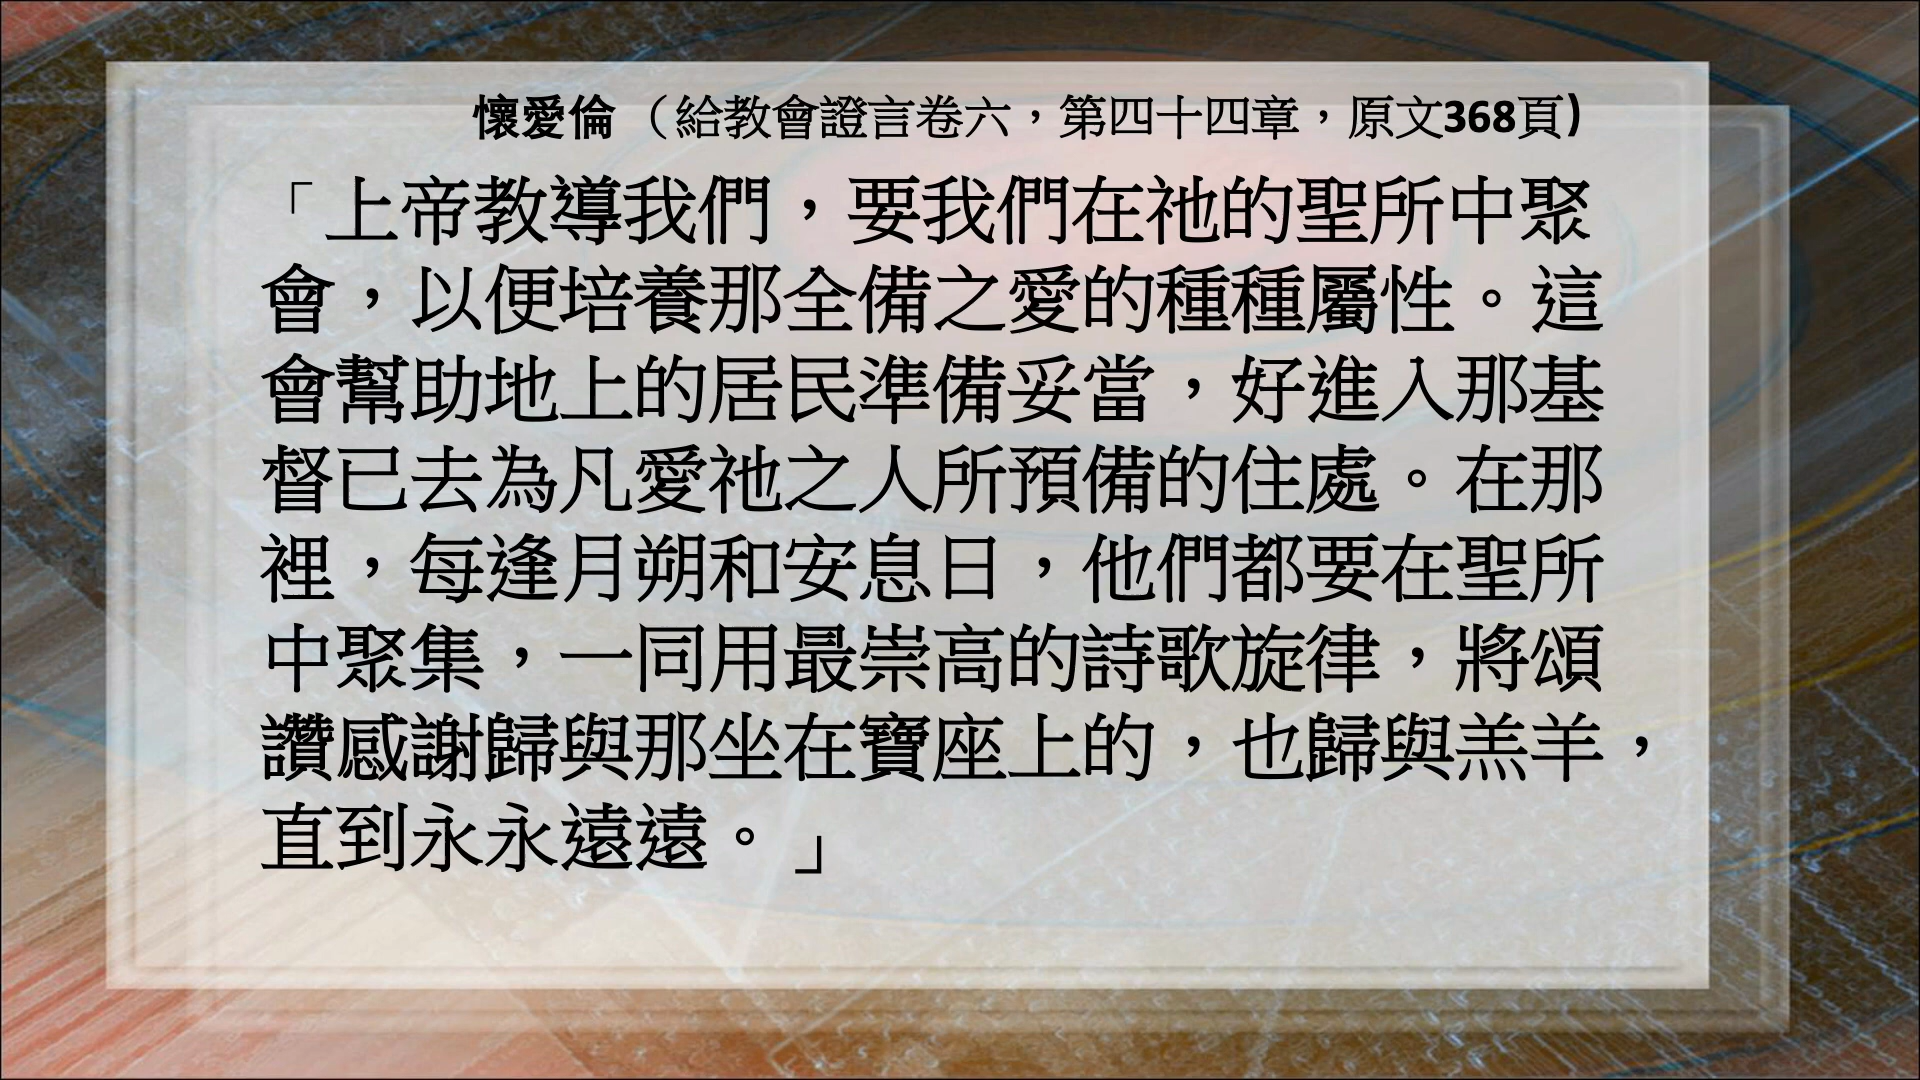 懷愛倫 （給教會證言卷六，第四十四章，原文368頁)
「上帝教導我們，要我們在祂的聖所中聚
會，以便培養那全備之愛的種種屬性。這
會幫助地上的居民準備妥當，好進入那基
督已去為凡愛祂之人所預備的住處。在那
裡，每逢月朔和安息日，他們都要在聖所
中聚集，一同用最崇高的詩歌旋律，將頌
讚感謝歸與那坐在寶座上的，也歸與羔羊，
直到永永遠遠。」